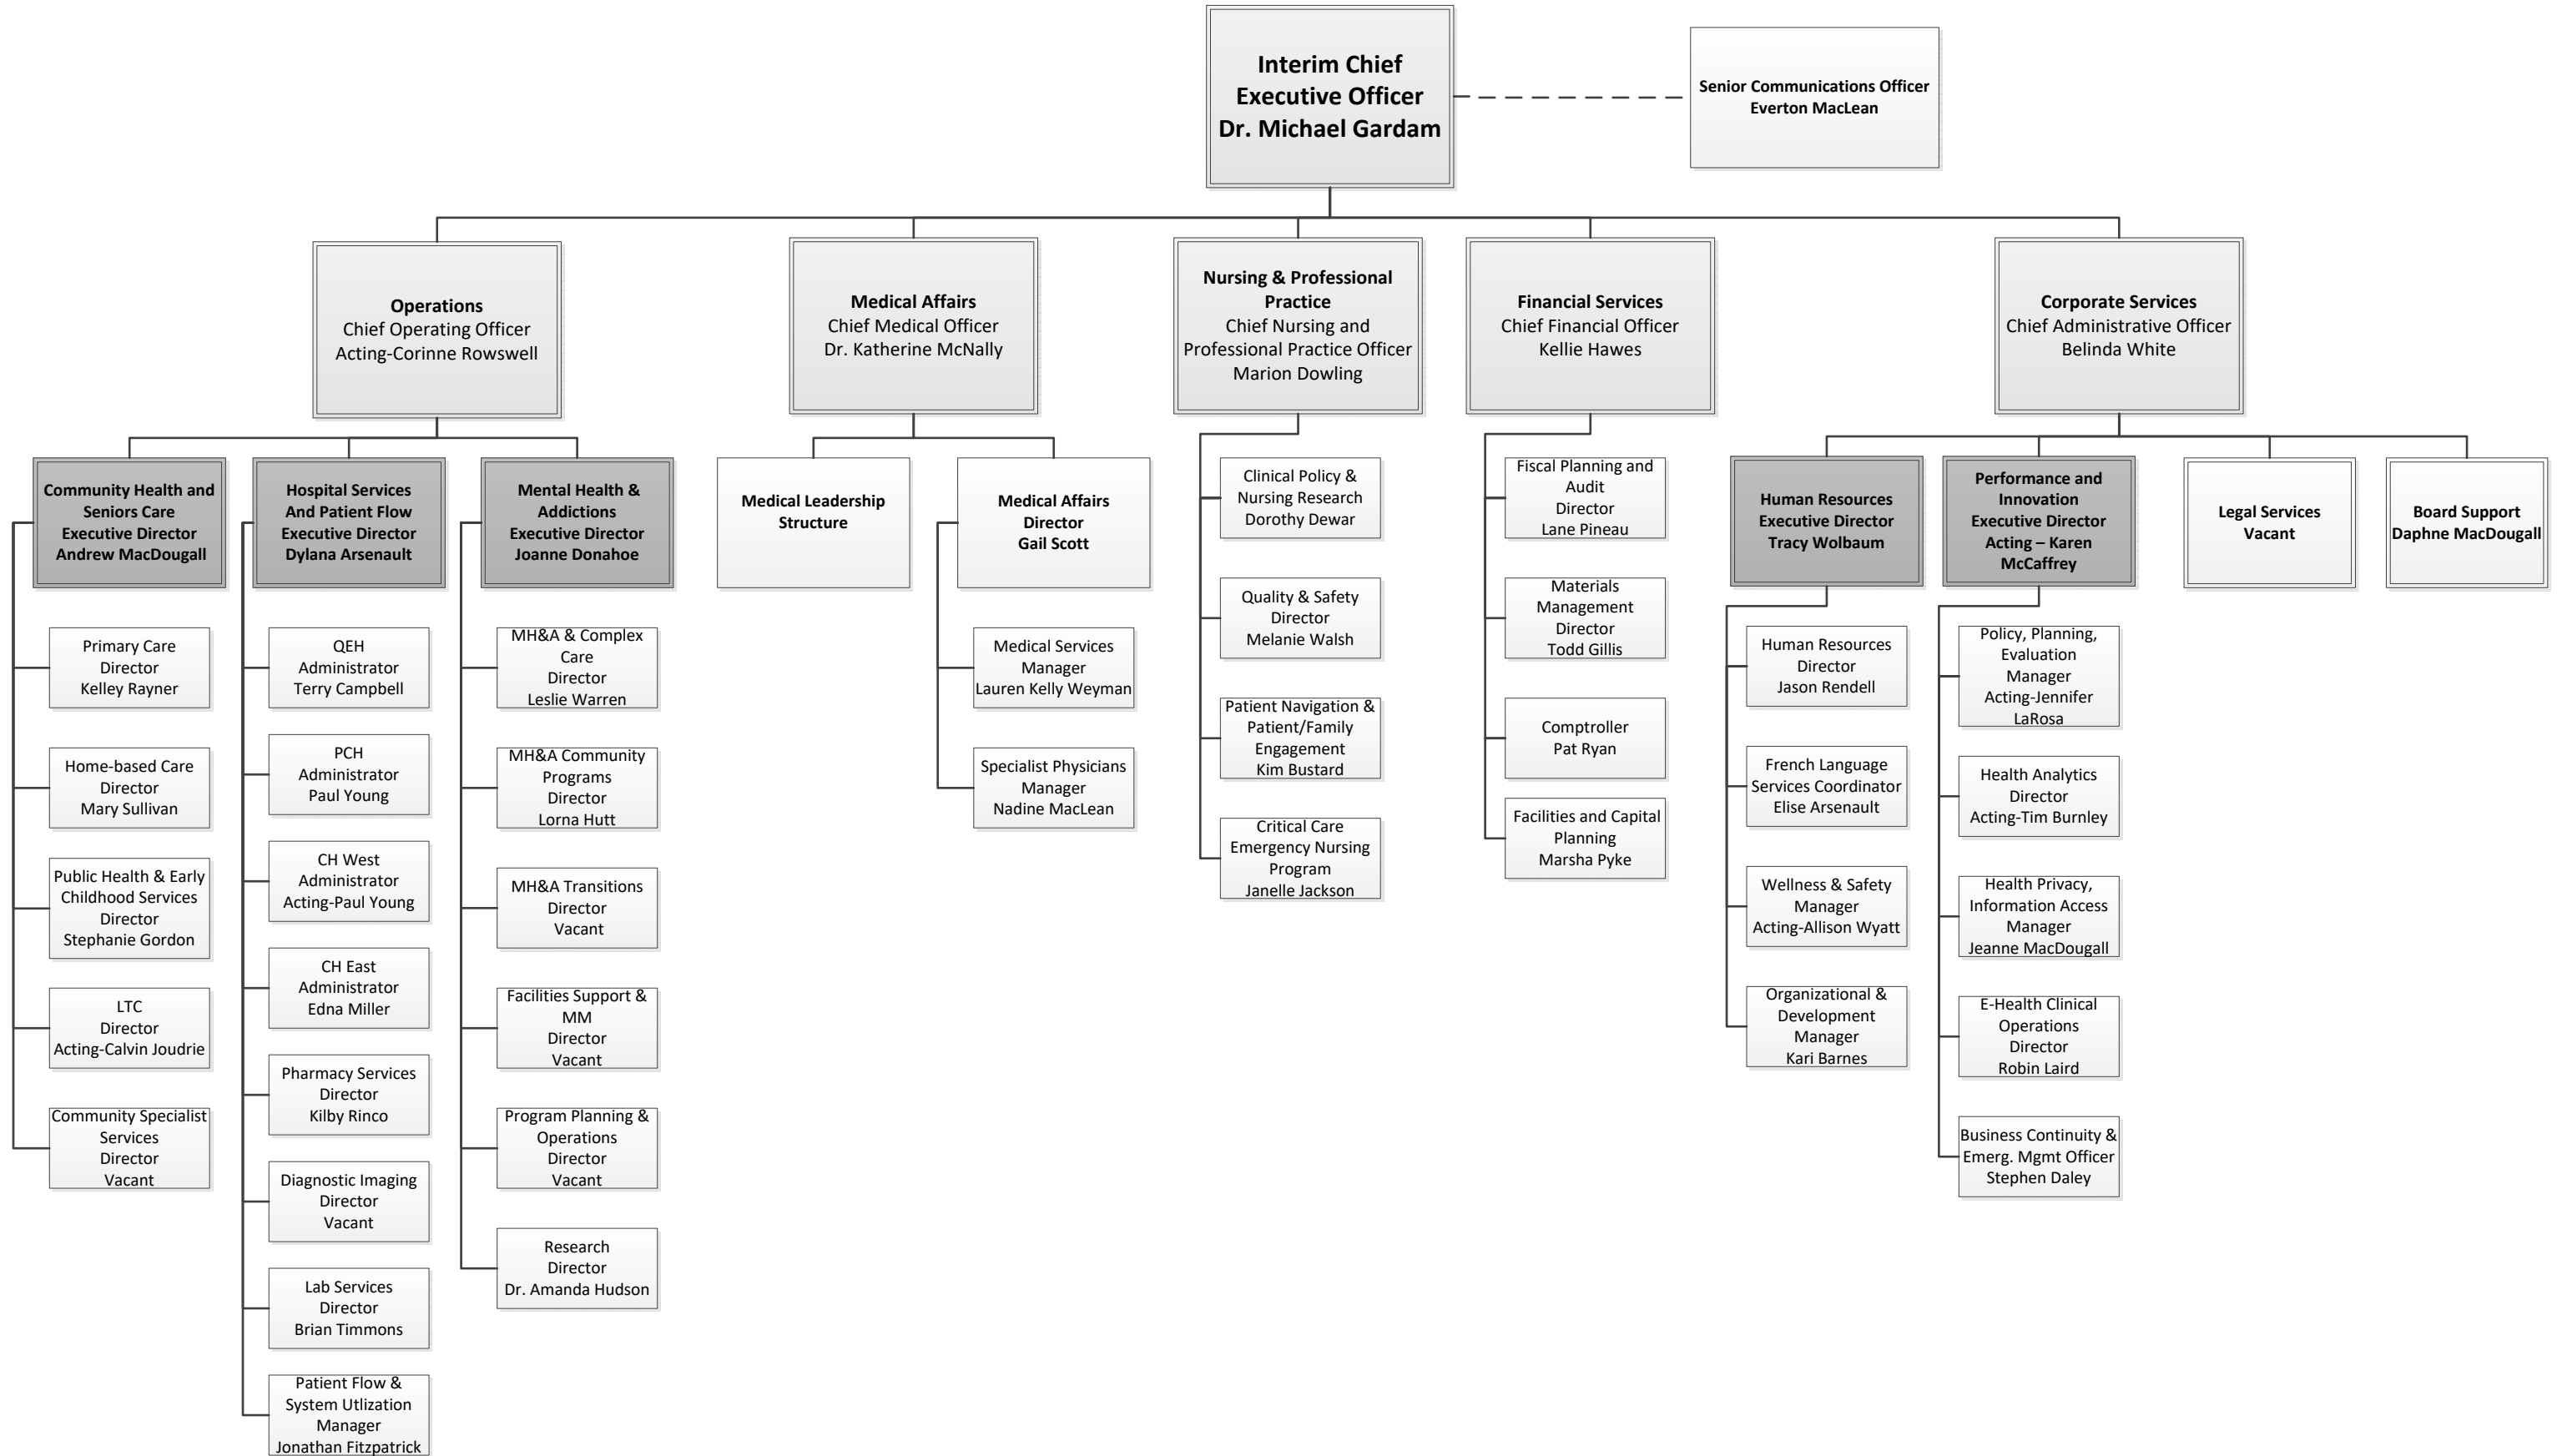 Interim Chief
Executive Officer
Dr. Michael Gardam
Senior Communications Officer
Everton MacLean
Operations
Chief Operating Officer
Acting-Corinne Rowswell
Medical Affairs
Chief Medical Officer
Dr. Katherine McNally
Nursing & Professional
Practice
Chief Nursing and
Professional Practice Officer
Marion Dowling
Financial Services
Chief Financial Officer
Kellie Hawes
Corporate Services
Chief Administrative Officer
Belinda White
Community Health and
Seniors Care
Executive Director
Andrew MacDougall
Primary Care
Director
Kelley Rayner
Home-based Care
Director
Mary Sullivan
Public Health & Early
Childhood Services
Director
Stephanie Gordon
LTC
Director
Acting-Calvin Joudrie
Community Specialist
Services
Director
Vacant
Hospital Services
And Patient Flow
Executive Director
Dylana Arsenault
QEH
Administrator
Terry Campbell
PCH
Administrator
Paul Young
CH West
Administrator
Acting-Paul Young
CH East
Administrator
Edna Miller
Pharmacy Services
Director
Kilby Rinco
Diagnostic Imaging
Director
Vacant
Lab Services
Director
Brian Timmons
Patient Flow &
System Utlization
Manager
Jonathan Fitzpatrick
Mental Health &
Addictions
Executive Director
Joanne Donahoe
MH&A & Complex
Care
Director
Leslie Warren
MH&A Community
Programs
Director
Lorna Hutt
MH&A Transitions
Director
Vacant
Facilities Support &
MM
Director
Vacant
Program Planning &
Operations
Director
Vacant
Research
Director
Dr. Amanda Hudson
Medical Leadership
Structure
Medical Affairs
Director
Gail Scott
Medical Services
Manager
Lauren Kelly Weyman
Specialist Physicians
Manager
Nadine MacLean
Clinical Policy &
Nursing Research
Dorothy Dewar
Quality & Safety
Director
Melanie Walsh
Patient Navigation &
Patient/Family
Engagement
Kim Bustard
Critical Care
Emergency Nursing
Program
Janelle Jackson
Fiscal Planning and
Audit
Director
Lane Pineau
Materials
Management
Director
Todd Gillis
Comptroller
Pat Ryan
Facilities and Capital
Planning
Marsha Pyke
Human Resources
Executive Director
Tracy Wolbaum
Human Resources
Director
Jason Rendell
French Language
Services Coordinator
Elise Arsenault
Wellness & Safety
Manager
Acting-Allison Wyatt
Organizational &
Development
Manager
Kari Barnes
Performance and
Innovation
Executive Director
Acting – Karen
McCaffrey
Policy, Planning,
Evaluation
Manager
Acting-Jennifer
LaRosa
Health Analytics
Director
Acting-Tim Burnley
Health Privacy,
Information Access
Manager
Jeanne MacDougall
E-Health Clinical
Operations
Director
Robin Laird
Business Continuity &
Emerg. Mgmt Officer
Stephen Daley
Legal Services
Vacant
Board Support
Daphne MacDougall